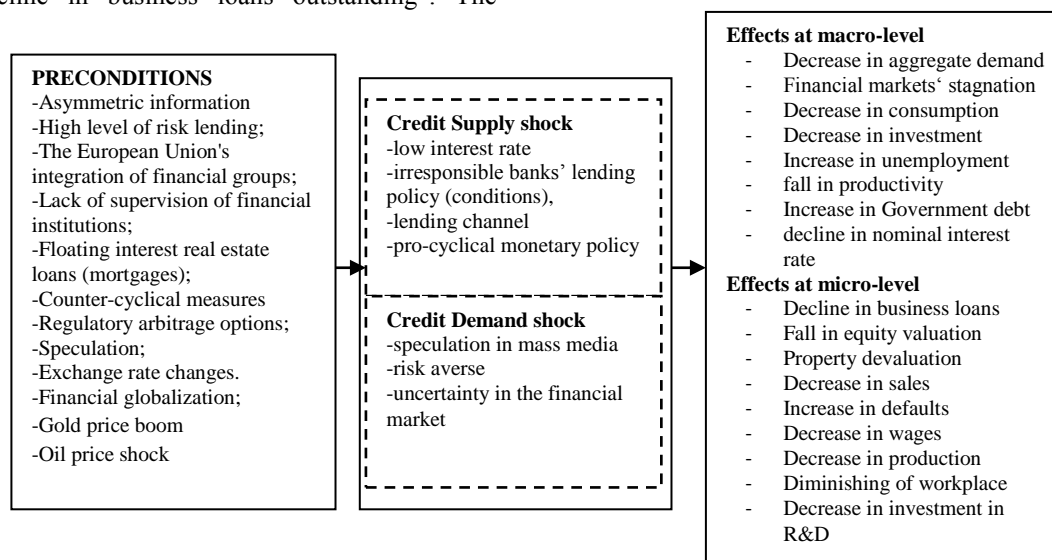 eline in business loans outstanding". The
PRECONDITIONS
-Asymmetric information
-High level of risk lending;
-The European Union's
integration of financial groups;
-Lack of supervision of financial
institutions;
-Floating interest real estate
loans (mortgages);
-Counter-cyclical measures
-Regulatory arbitrage options;
-Speculation;
-Exchange rate changes.
-Financial globalization;
-Gold price boom
-Oil price shock
Credit Supply shock
-low interest rate
-irresponsible banks’ lending
policy (conditions),
-lending channel
-pro-cyclical monetary policy
Credit Demand shock
-speculation in mass media
-risk averse
-uncertainty in the financial
market
Effects at macro-level
- Decrease in aggregate demand
- Financial markets‘ stagnation
- Decrease in consumption
- Decrease in investment
- Increase in unemployment
- fall in productivity
- Increase in Government debt
- decline in nominal interest
rate
Effects at micro-level
- Decline in business loans
- Fall in equity valuation
- Property devaluation
- Decrease in sales
- Increase in defaults
- Decrease in wages
- Decrease in production
- Diminishing of workplace
- Decrease in investment in
R&D